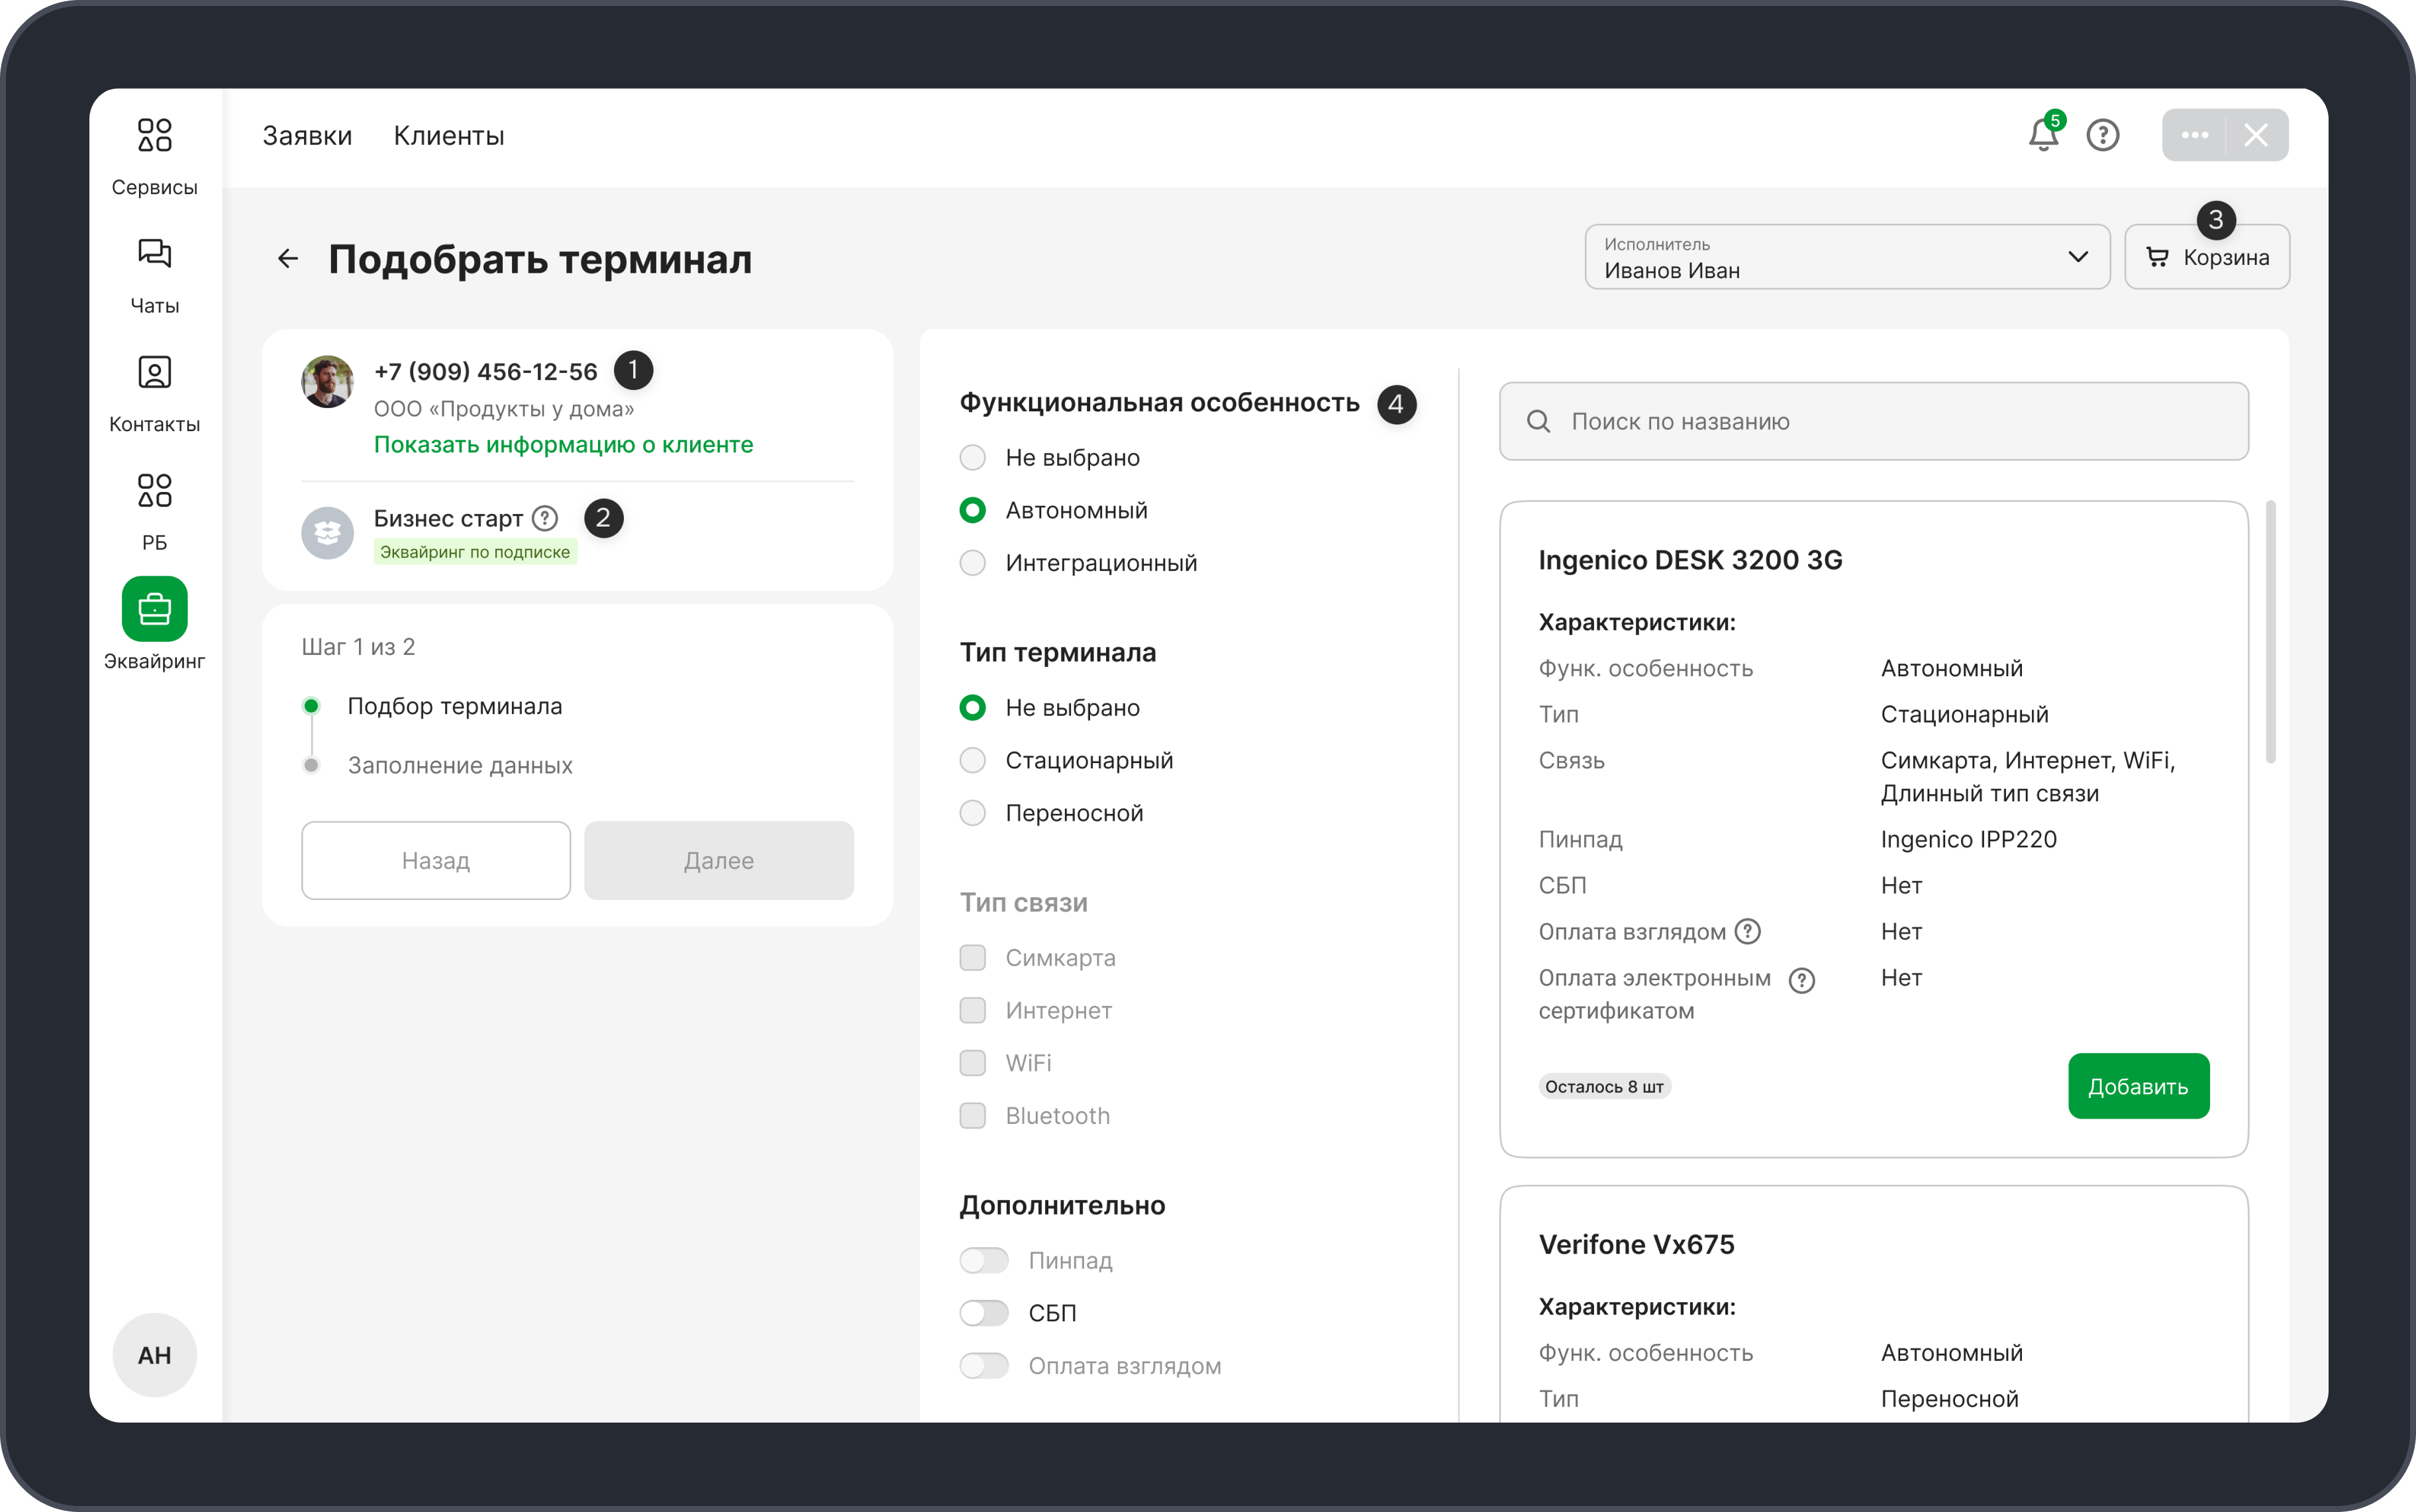 Сервисы
Чаты
Контакты
РБ
Эквайринг
АН
Заявки
Клиенты
5
Подобрать терминал
Исполнитель
Иванов Иван
3
Корзина
+7 (909) 456-12-56
1
ООО «Продукты у дома»
Показать информацию о клиенте
Бизнес старт ?
2
Эквайринг по подписке
Шаг 1 из 2
Подбор терминала
Заполнение данных
Назад
Далее
Функциональная особенность
4
Не выбрано
Автономный
Интеграционный
Тип терминала
Не выбрано
Стационарный
Переносной
Тип связи
Симкарта
Интернет
WiFi
Bluetooth
Дополнительно
Пинпад
СБП
Оплата взглядом
Поиск по названию
Ingenico DESK 3200 3G
Характеристики:
Функ. особенность Автономный
Тип Стационарный
Связь Симкарта, Интернет, WiFi,
Длинный тип связи
Пинпад Ingenico IPP220
СБП Нет
Оплата взглядом ? Нет
Оплата электронным ? Нет
сертификатом
Осталось 8 шт
Добавить
Verifone Vx675
Характеристики:
Функ. особенность Автономный
Тип Переносной